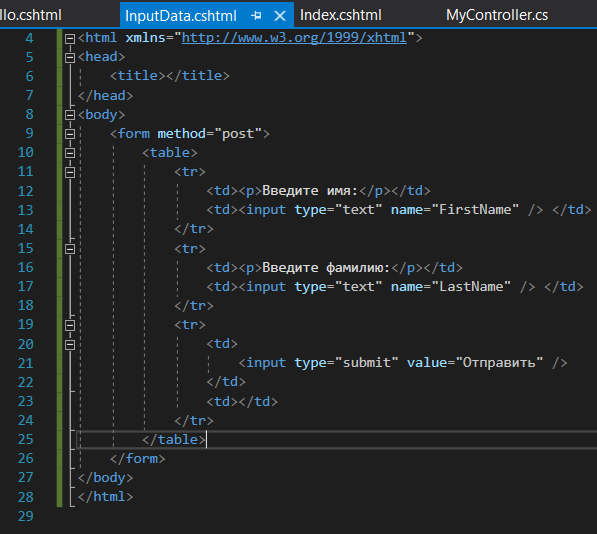 llo.cshtml InputData.cshtml Index.cshtml MyController.cs
4 <html xmlns="http://www.w3.org/1999/xhtml">
5 <head>
6 <title></title>
7 </head>
8 <body>
9 <form method="post">
10 <table>
11 <tr>
12 <td><p>Введите имя:</p></td>
13 <td><input type="text" name="FirstName" /> </td>
14 </tr>
15 <tr>
16 <td><p>Введите фамилию:</p></td>
17 <td><input type="text" name="LastName" /> </td>
18 </tr>
19 <tr>
20 <td>
21 <input type="submit" value="Отправить" />
22 </td>
23 <td></td>
24 </tr>
25 </table>
26 </form>
27 </body>
28 </html>
29